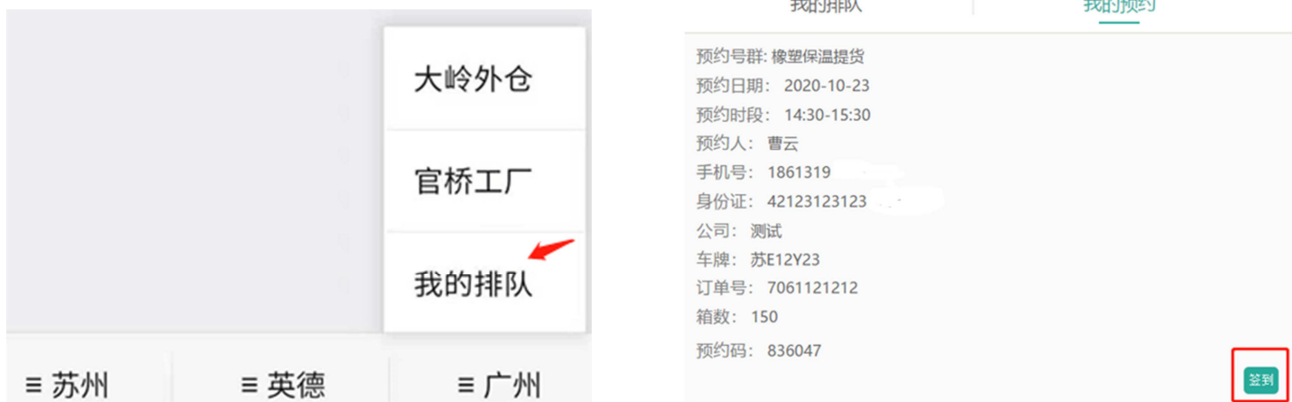 大岭外仓
官桥工厂
我的排队
≡ 苏州
≡ 英德
≡ 广州
我的排队
我的预约
预约号群: 橡塑保温提货
预约日期: 2020-10-23
预约时段: 14:30-15:30
预约人: 曹云
手机号: 1861319
身份证: 42123123123
公司: 测试
车牌: 苏E12Y23
订单号: 7061121212
箱数: 150
预约码: 836047
签到